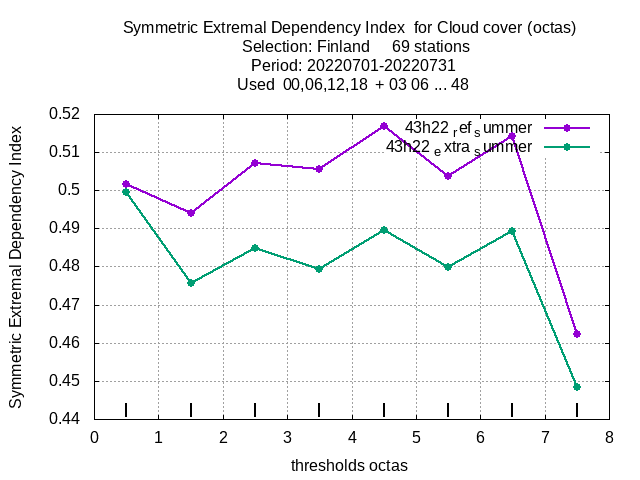 Symmetric Extremal Dependency Index  for Cloud cover (octas)
Selection: Finland     69 stations
Period: 20220701-20220731
Used  00,06,12,18  + 03 06 ... 48
Symmetric Extremal Dependency Index
0.52
0.51
0.5
0.49
0.48
0.47
0.46
0.45
0.44
43h22 ref summer
43h22 extra summer
0 1 2 3 4 5 6 7 8
thresholds octas